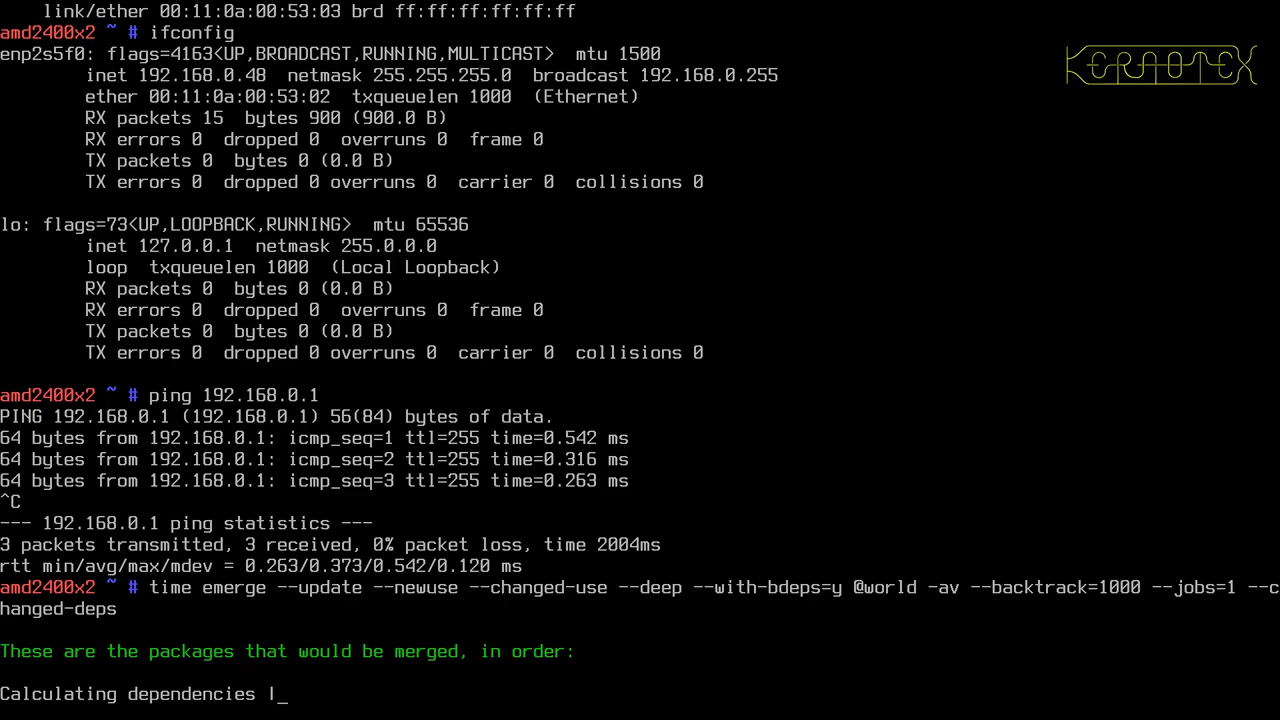 link/ether 00:11:0a:00:53:03 brd ff:ff:ff:ff:ff:ff
amd2400x2 ~ # ifconfig
enp2s5f0: flags=4163<UP,BROADCAST,RUNNING,MULTICAST>  mtu 1500
        inet 192.168.0.48  netmask 255.255.255.0  broadcast 192.168.0.255
        ether 00:11:0a:00:53:02  txqueuelen 1000  (Ethernet)
        RX packets 15  bytes 900 (900.0 B)
        RX errors 0  dropped 0  overruns 0  frame 0
        TX packets 0  bytes 0 (0.0 B)
        TX errors 0  dropped 0 overruns 0  carrier 0  collisions 0
lo: flags=73<UP,LOOPBACK,RUNNING>  mtu 65536
        inet 127.0.0.1  netmask 255.0.0.0
        loop  txqueuelen 1000  (Local Loopback)
        RX packets 0  bytes 0 (0.0 B)
        RX errors 0  dropped 0  overruns 0  frame 0
        TX packets 0  bytes 0 (0.0 B)
        TX errors 0  dropped 0 overruns 0  carrier 0  collisions 0
amd2400x2 ~ # ping 192.168.0.1
PING 192.168.0.1 (192.168.0.1) 56(84) bytes of data.
64 bytes from 192.168.0.1: icmp_seq=1 ttl=255 time=0.542 ms
64 bytes from 192.168.0.1: icmp_seq=2 ttl=255 time=0.316 ms
64 bytes from 192.168.0.1: icmp_seq=3 ttl=255 time=0.263 ms
^C
--- 192.168.0.1 ping statistics ---
3 packets transmitted, 3 received, 0% packet loss, time 2004ms
rtt min/avg/max/mdev = 0.263/0.373/0.542/0.120 ms
amd2400x2 ~ # time emerge --update --newuse --changed-use --deep --with-bdeps=y @world -av --backtrack=1000 --jobs=1 --c
hanged-deps
These are the packages that would be merged, in order:
Calculating dependencies |_